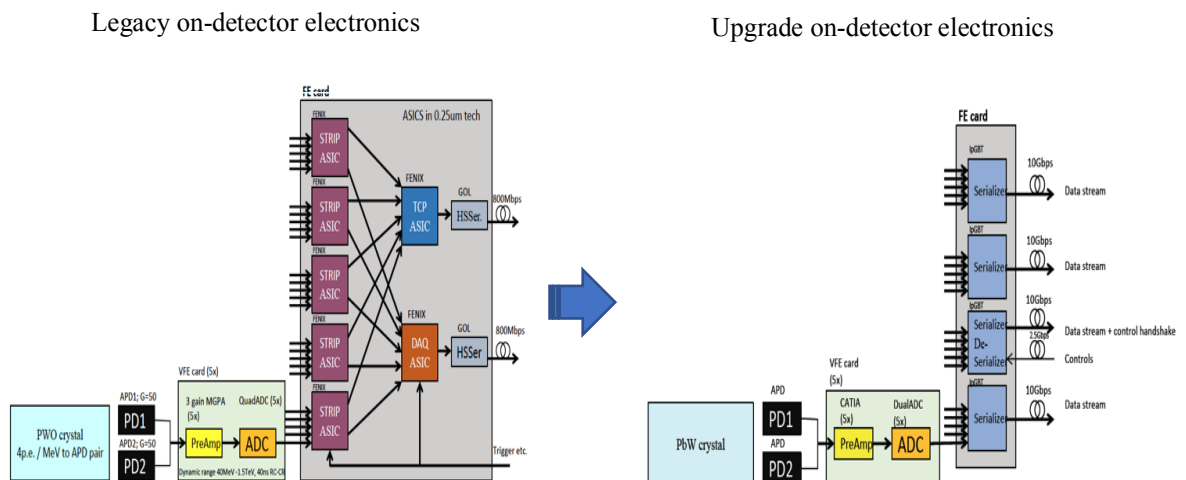 Legacy on-detector electronics
Upgrade on-detector electronics
FE card
ASICS in 0.25um tech
FENIX
STRIP
ASIC
FENIX
STRIP
ASIC
FENIX
STRIP
ASIC
FENIX
STRIP
ASIC
FENIX
STRIP
ASIC
FENIX
TCP
ASIC
GOL
HSSer.
800Mbps
FENIX
DAQ
ASIC
GOL
HSSer
800Mbps
Trigger etc.
VFE card (5x)
3 gain MGPA
(5x)
QuadADC (5x)
PreAmp
ADC
Dynamic range 40MeV -1.5TeV, 40ns RC-CR
APD1; G=50
PD1
APD2; G=50
PD2
PWO crystal
4p.e. / MeV to APD pair
FE card
lpGBT
Serializer
10Gbps
Data stream
lpGBT
Serializer
10Gbps
Data stream
lpGBT
Serializer
De-
Serializer
10Gbps
Data stream + control handshake
2.5Gbps
Controls
lpGBT
Serializer
10Gbps
Data stream
VFE card
(5x)
CATIA
(5x)
DualADC
(5x)
PreAmp
ADC
APD
PD1
APD
PD2
PbW crystal